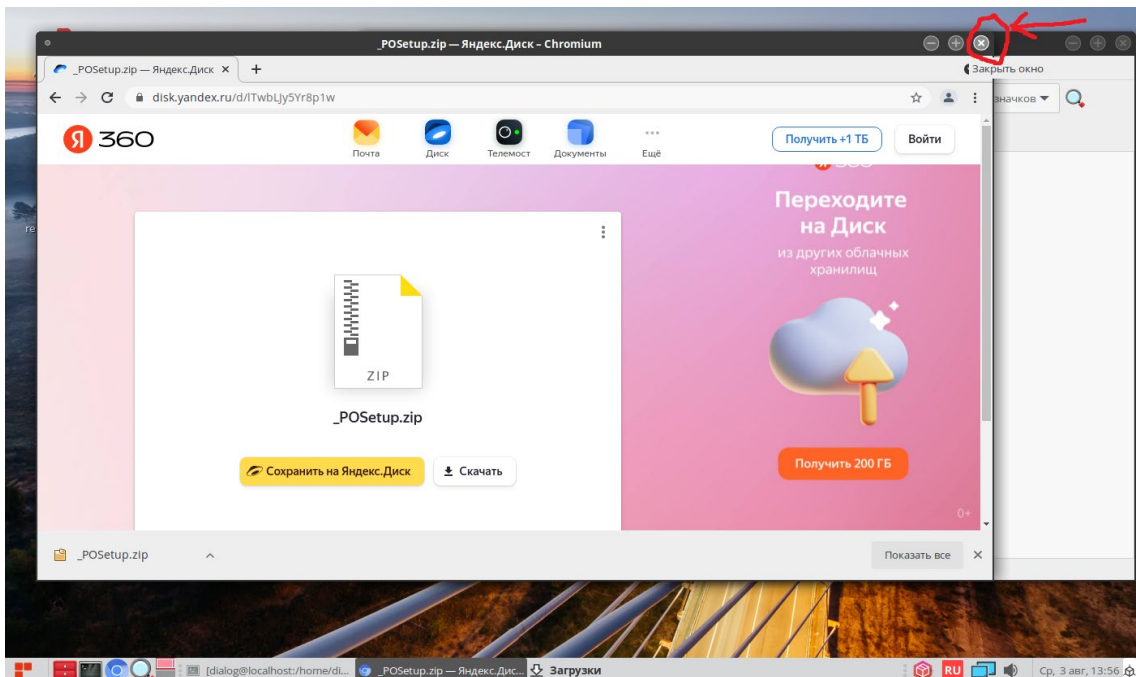 _POSetup.zip — Яндекс.Диск – Chromium
_POSetup.zip — Яндекс.Диск
Закрыть окно
disk.yandex.ru/d/lTwbLJy5Yr8p1w
значков
Я 360
Почта
Диск
Телемост
Документы
Ещё
Получить +1 ТБ
Войти
Переходите
на Диск
из других облачных
хранилищ
ZIP
_POSetup.zip
Сохранить на Яндекс.Диск
Скачать
Получить 200 ГБ
0+
_POSetup.zip
Показать все
[dialog@localhost:/home/di...
_POSetup.zip — Яндекс.Дис...
Загрузки
RU
Ср, 3 авг, 13:56